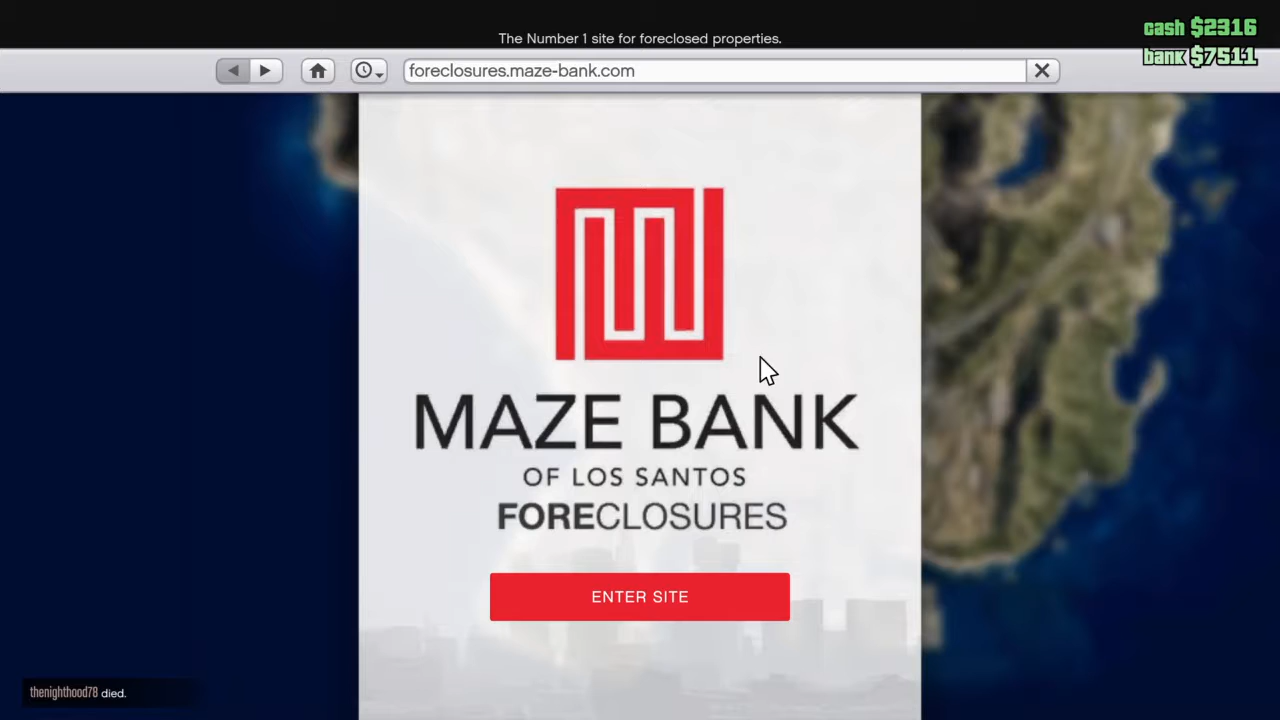 cash $2316
The Number 1 site for foreclosed properties.
bank $7511
foreclosures.maze-bank.com
MAZE BANK
OF LOS SANTOS
FORECLOSURES
ENTER SITE
thenighthood78 died.